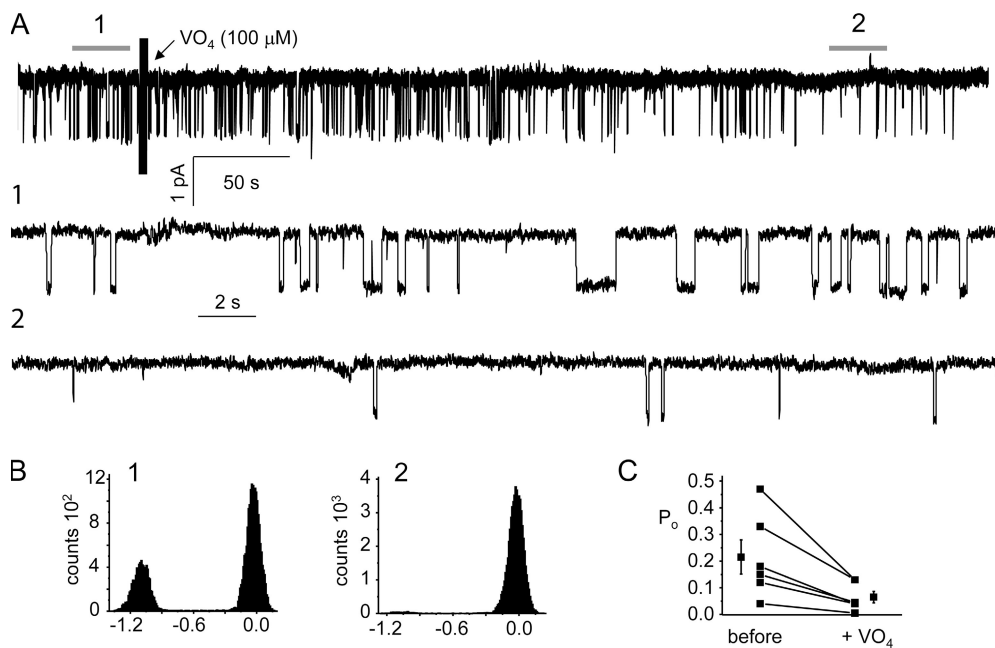 A
1
VO₄ (100 µM)
2
1 pA
50 s
1
2 s
2
B
1
12
8
4
0
counts 10²
-1.2 -0.6 0.0
2
4
3
2
1
0
counts 10³
-1.2 -0.6 0.0
C
0.5
0.4
0.3
0.2
0.1
0.0
Pₒ
before + VO₄